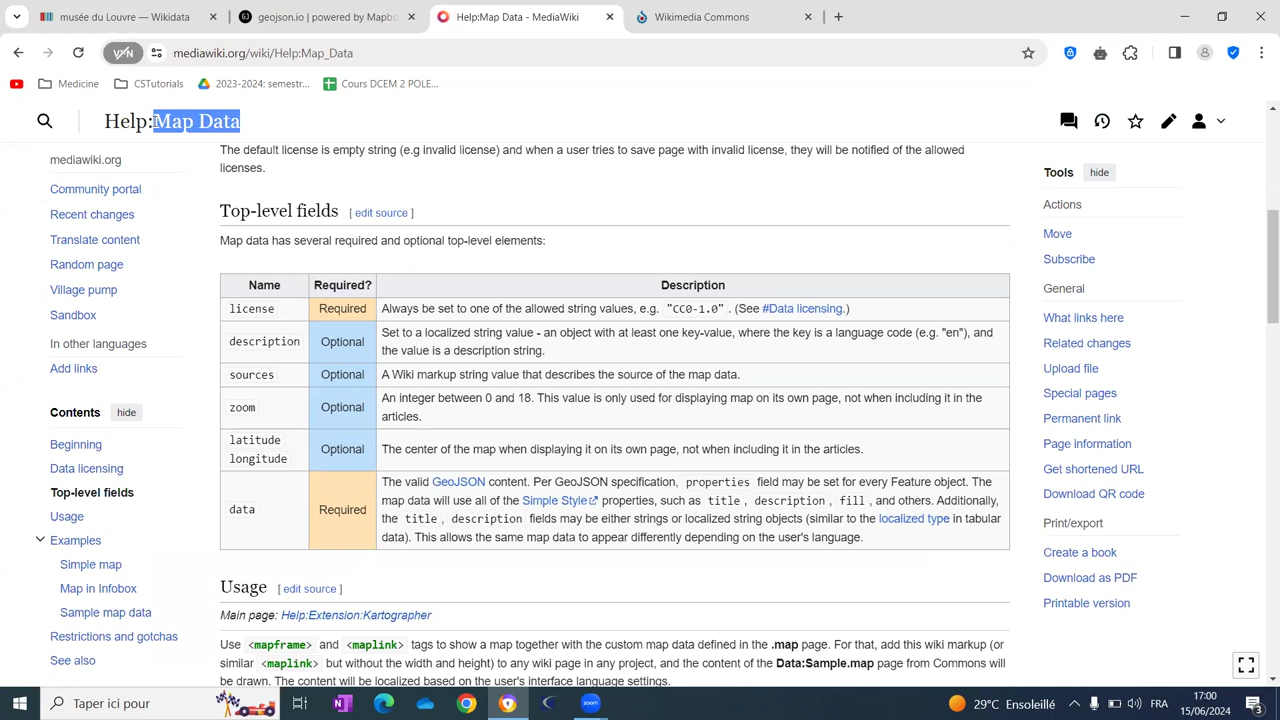 musée du Louvre — Wikidata
geojson.io | powered by Mapb
Help:Map Data - MediaWiki
Wikimedia Commons
VPN
mediawiki.org/wiki/Help:Map_Data
Medicine
CSTutorials
2023-2024: semestr...
Cours DCEM 2 POLE...
Help:Map Data
mediawiki.org
Community portal
Recent changes
Translate content
Random page
Village pump
Sandbox
In other languages
Add links
Contents hide
Beginning
Data licensing
Top-level fields
Usage
Examples
Simple map
Map in Infobox
Sample map data
Restrictions and gotchas
See also
The default license is empty string (e.g invalid license) and when a user tries to save page with invalid license, they will be notified of the allowed
licenses.
Top-level fields [ edit source ]
Map data has several required and optional top-level elements:
Name Required? Description
license Required Always be set to one of the allowed string values, e.g. "CC0-1.0" . (See #Data licensing.)
description Optional Set to a localized string value - an object with at least one key-value, where the key is a language code (e.g. "en"), and
the value is a description string.
sources Optional A Wiki markup string value that describes the source of the map data.
zoom Optional An integer between 0 and 18. This value is only used for displaying map on its own page, not when including it in the
articles.
latitude
longitude Optional The center of the map when displaying it on its own page, not when including it in the articles.
data Required The valid GeoJSON content. Per GeoJSON specification, properties field may be set for every Feature object. The
map data will use all of the Simple Style properties, such as title , description , fill , and others. Additionally,
the title , description fields may be either strings or localized string objects (similar to the localized type in tabular
data). This allows the same map data to appear differently depending on the user's language.
Usage [ edit source ]
Main page: Help:Extension:Kartographer
Use <mapframe> and <maplink> tags to show a map together with the custom map data defined in the .map page. For that, add this wiki markup (or
similar <maplink> but without the width and height) to any wiki page in any project, and the content of the Data:Sample.map page from Commons will
be drawn. The content will be localized based on the user's interface language settings.
Tools hide
Actions
Move
Subscribe
General
What links here
Related changes
Upload file
Special pages
Permanent link
Page information
Get shortened URL
Download QR code
Print/export
Create a book
Download as PDF
Printable version
Taper ici pour
zoom
29°C Ensoleillé
FRA
17:00
15/06/2024
3